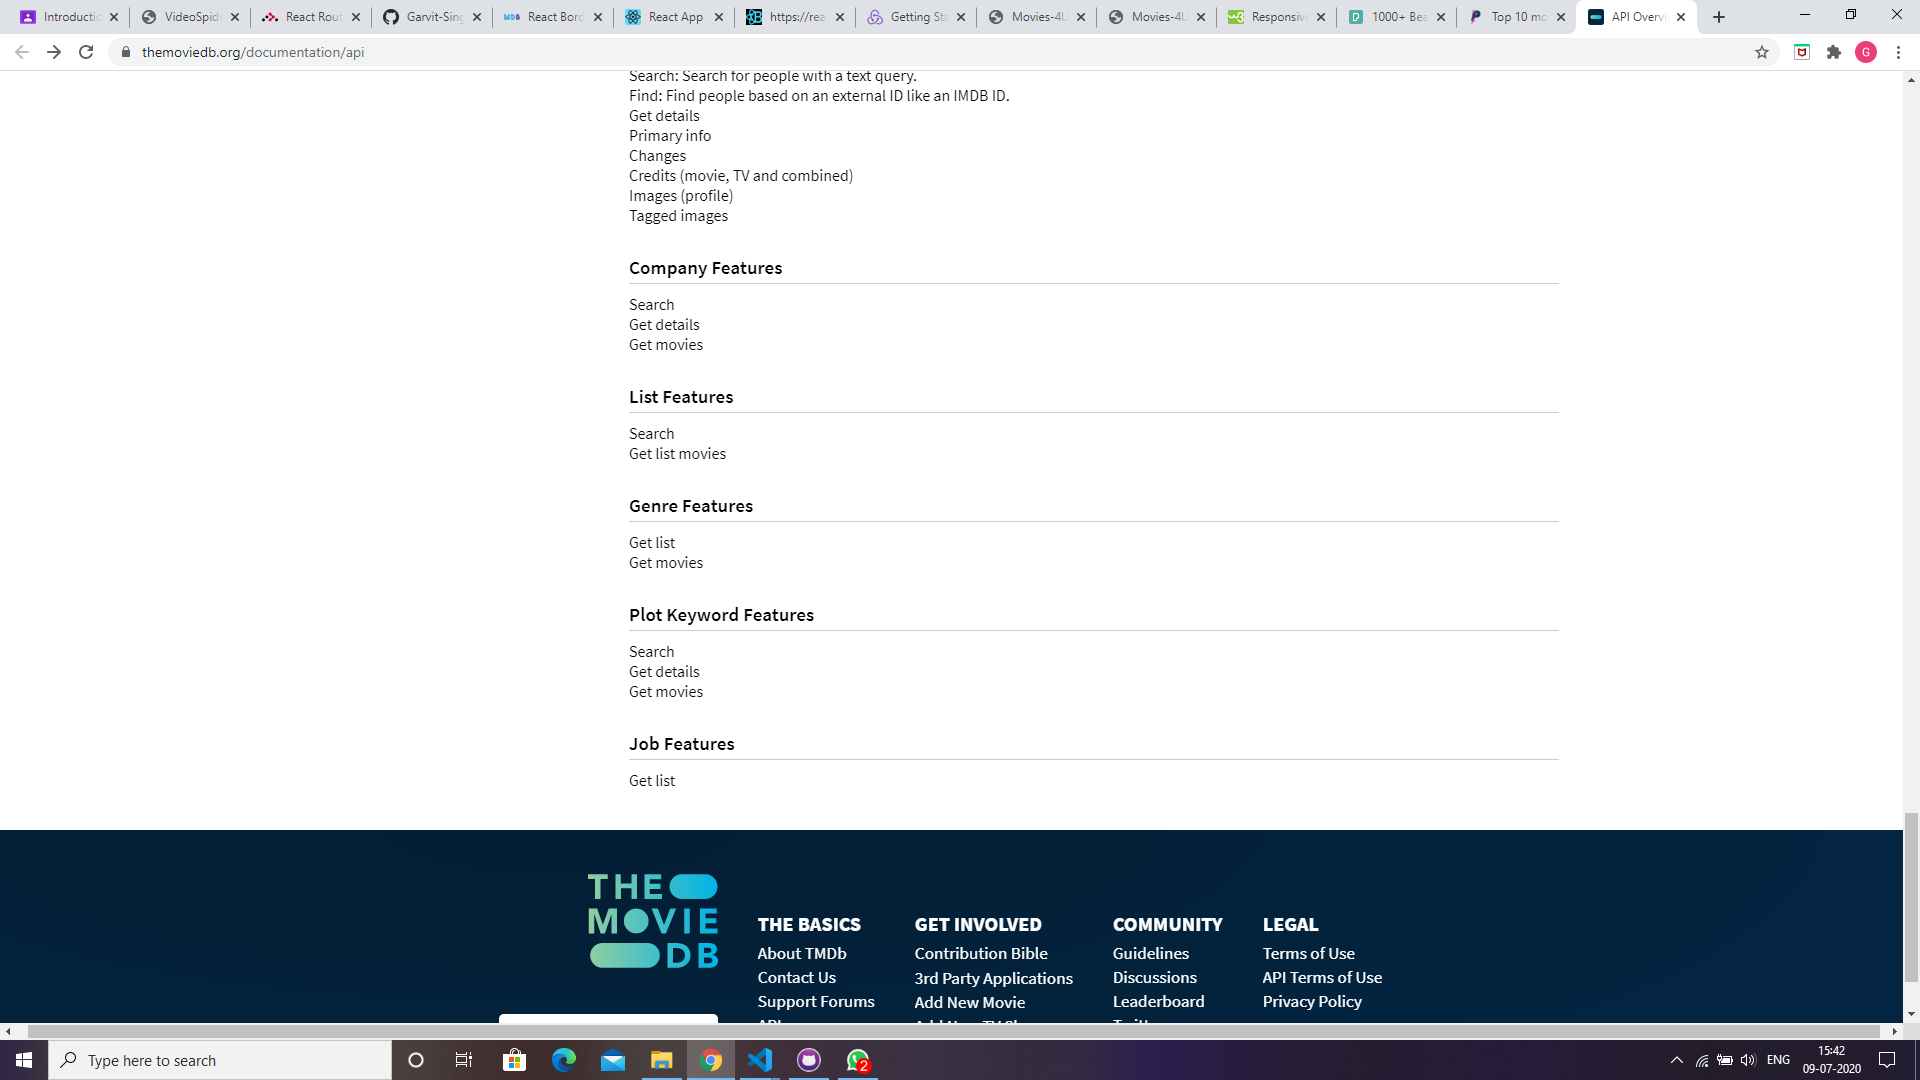 Introductio
VideoSpid
React Rout
Garvit-Sing
React Bord
React App
https://rea
Getting Sta
Movies-4U
Movies-4U
Responsive
1000+ Bea
Top 10 mo
API Overv
themoviedb.org/documentation/api
G
Search: Search for people with a text query.
Find: Find people based on an external ID like an IMDB ID.
Get details
Primary info
Changes
Credits (movie, TV and combined)
Images (profile)
Tagged images
Company Features
Search
Get details
Get movies
List Features
Search
Get list movies
Genre Features
Get list
Get movies
Plot Keyword Features
Search
Get details
Get movies
Job Features
Get list
THE
MOVIE
DB
THE BASICS
About TMDb
Contact Us
Support Forums
GET INVOLVED
Contribution Bible
3rd Party Applications
Add New Movie
COMMUNITY
Guidelines
Discussions
Leaderboard
LEGAL
Terms of Use
API Terms of Use
Privacy Policy
Type here to search
2
ENG
15:42
09-07-2020